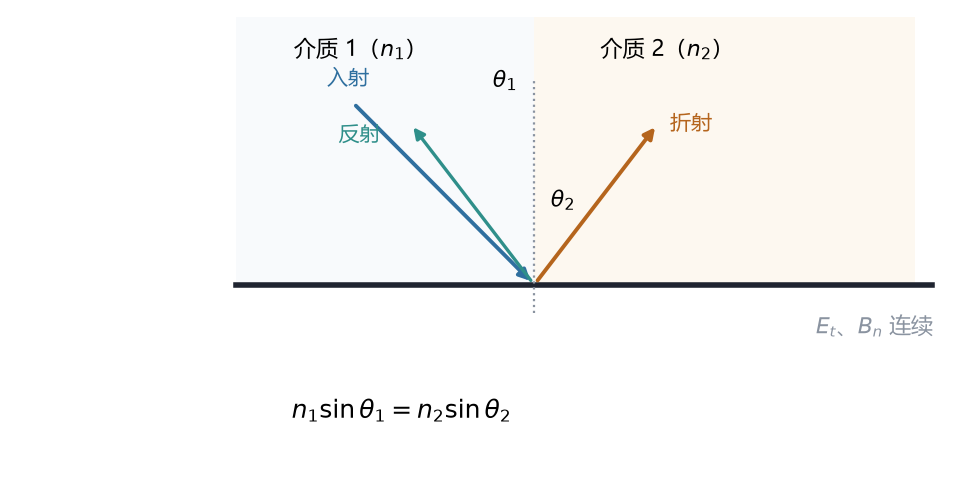 介质 1（n₁）
介质 2（n₂）
入射
θ₁
反射
折射
θ₂
Eₜ、Bₙ 连续
n₁sin θ₁ = n₂sin θ₂